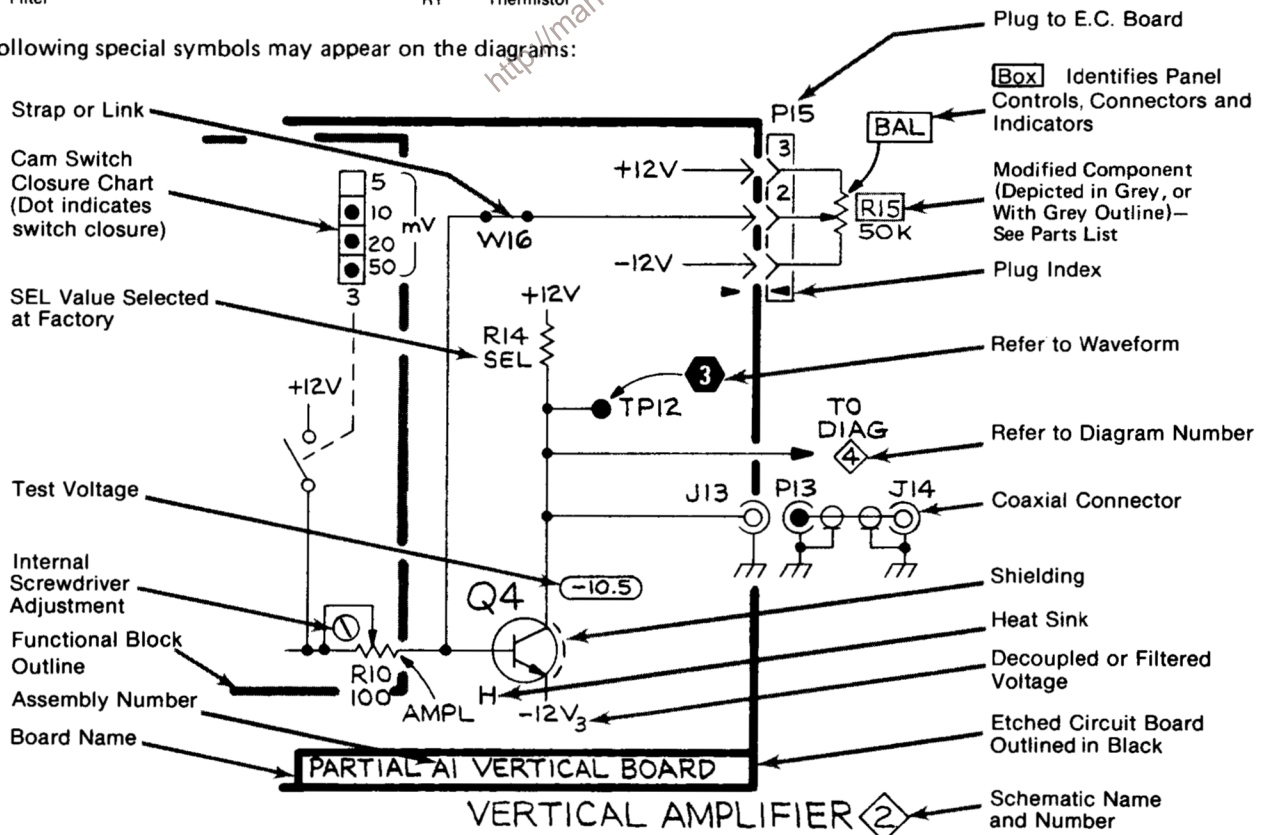 Filter
RT Thermistor
ollowing special symbols may appear on the diagrams:
Plug to E.C. Board
Strap or Link
P15
Box Identifies Panel
Controls, Connectors and
Indicators
BAL
Cam Switch
Closure Chart
(Dot indicates
switch closure)
5
10
20
50
mV
3
+12V
3
2
W16
-12V
R15
50K
Modified Component
(Depicted in Grey, or
With Grey Outline)—
See Parts List
Plug Index
SEL Value Selected
at Factory
+12V
R14
SEL
3
Refer to Waveform
+12V
TP12
TO
DIAG
4
Refer to Diagram Number
Test Voltage
J13
P13
J14
Coaxial Connector
Internal
Screwdriver
Adjustment
Q4
-10.5
Shielding
Functional Block
Outline
R10
100
AMPL
H
Heat Sink
-12V3
Decoupled or Filtered
Voltage
Assembly Number
Board Name
PARTIAL A1 VERTICAL BOARD
Etched Circuit Board
Outlined in Black
VERTICAL AMPLIFIER 2
Schematic Name
and Number